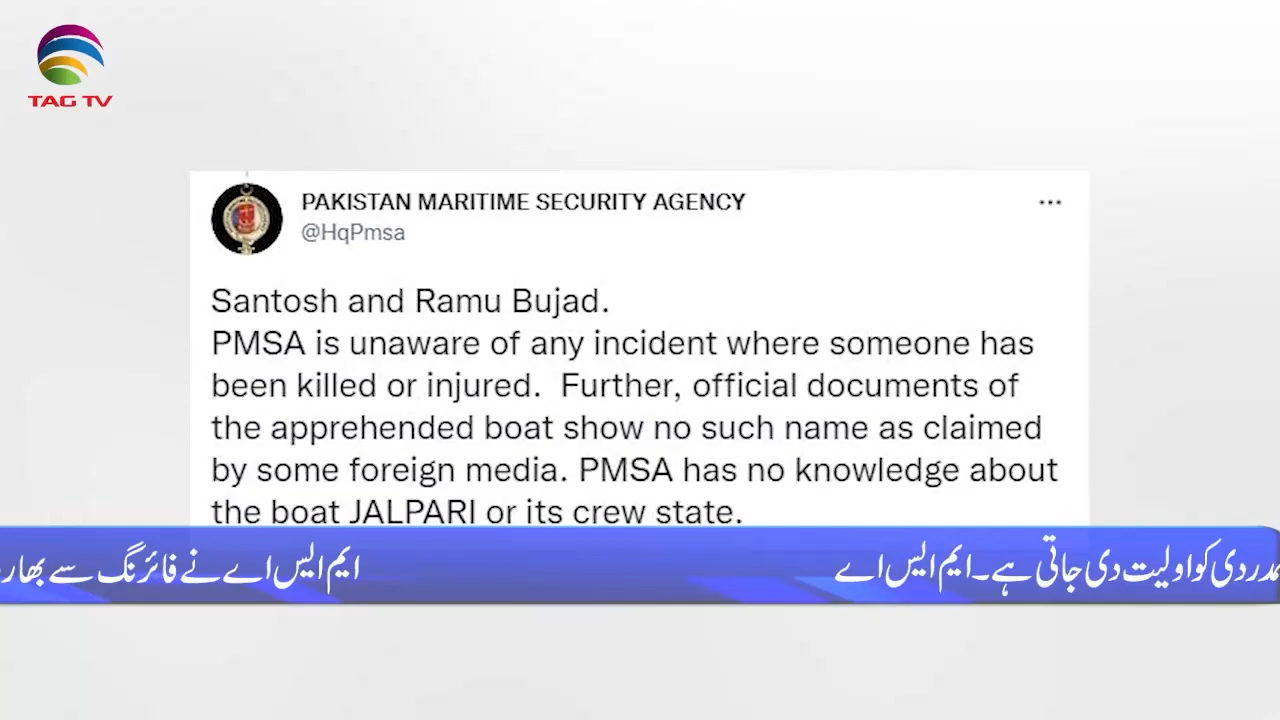 TAG TV
PAKISTAN MARITIME SECURITY AGENCY
@HqPmsa
Santosh and Ramu Bujad.
PMSA is unaware of any incident where someone has
been killed or injured. Further, official documents of
the apprehended boat show no such name as claimed
by some foreign media. PMSA has no knowledge about
the boat JALPARI or its crew state.
مدردی کو اولیت دی جاتی ہے۔ ایم ایس اے ایم ایس اے نے فائرنگ سے بھار